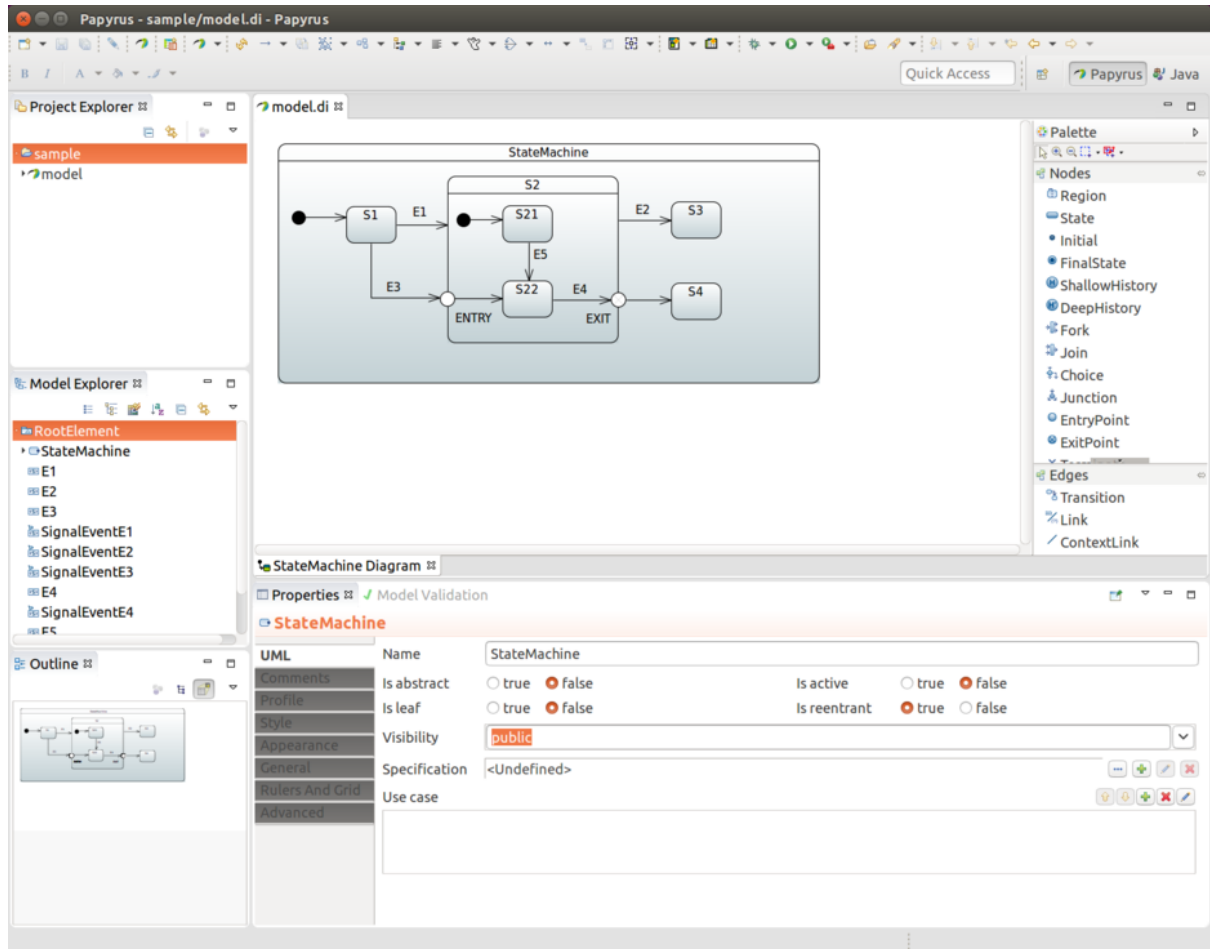 Papyrus - sample/model.di - Papyrus
B I A
Quick Access
Papyrus
Java
Project Explorer
sample
model
model.di
StateMachine
S2
S1
E1
S21
E2
S3
E5
E3
S22
E4
S4
ENTRY
EXIT
Palette
Nodes
Region
State
Initial
FinalState
ShallowHistory
DeepHistory
Fork
Join
Choice
Junction
EntryPoint
ExitPoint
Edges
Transition
Link
ContextLink
Model Explorer
RootElement
StateMachine
E1
E2
E3
SignalEventE1
SignalEventE2
SignalEventE3
E4
SignalEventE4
E5
StateMachine Diagram
Outline
Properties
Model Validation
StateMachine
UML
Comments
Profile
Style
Appearance
General
Rulers And Grid
Advanced
Name StateMachine
Is abstract true false Is active true false
Is leaf true false Is reentrant true false
Visibility public
Specification <Undefined>
Use case